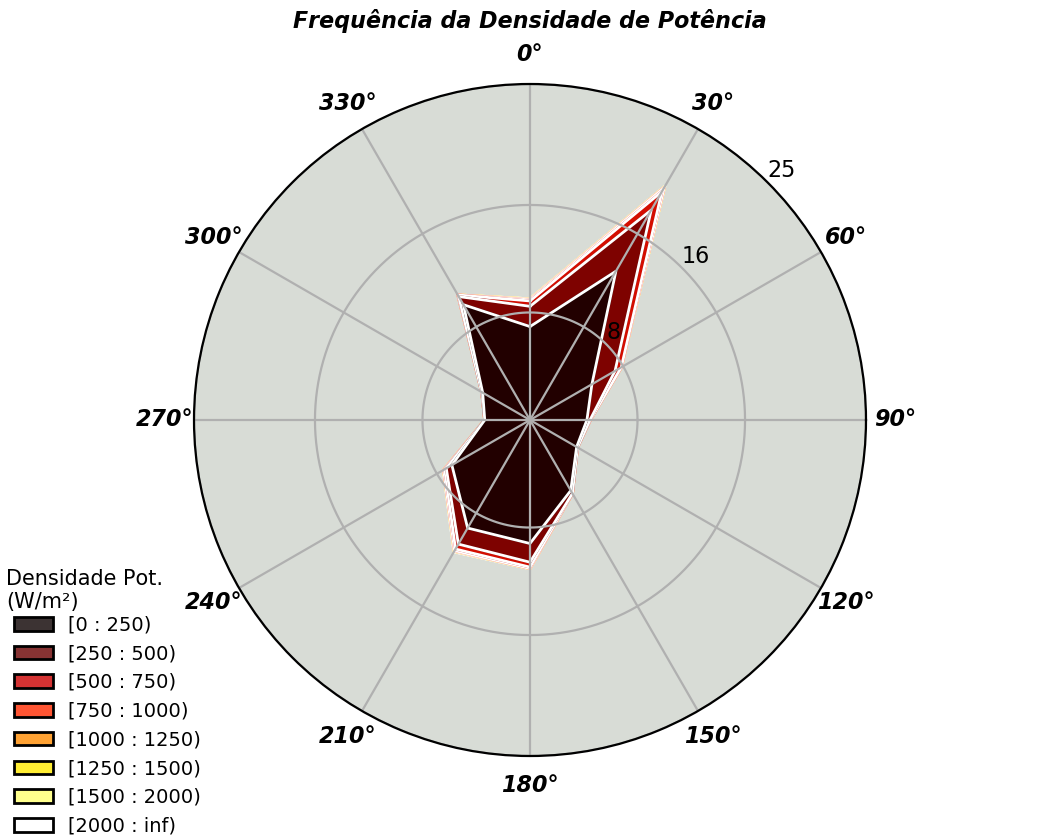 Frequência da Densidade de Potência
0°
330°
30°
25
300°
60°
16
8
270°
90°
240°
120°
210°
150°
180°
Densidade Pot.
(W/m²)
[0 : 250)
[250 : 500)
[500 : 750)
[750 : 1000)
[1000 : 1250)
[1250 : 1500)
[1500 : 2000)
[2000 : inf)